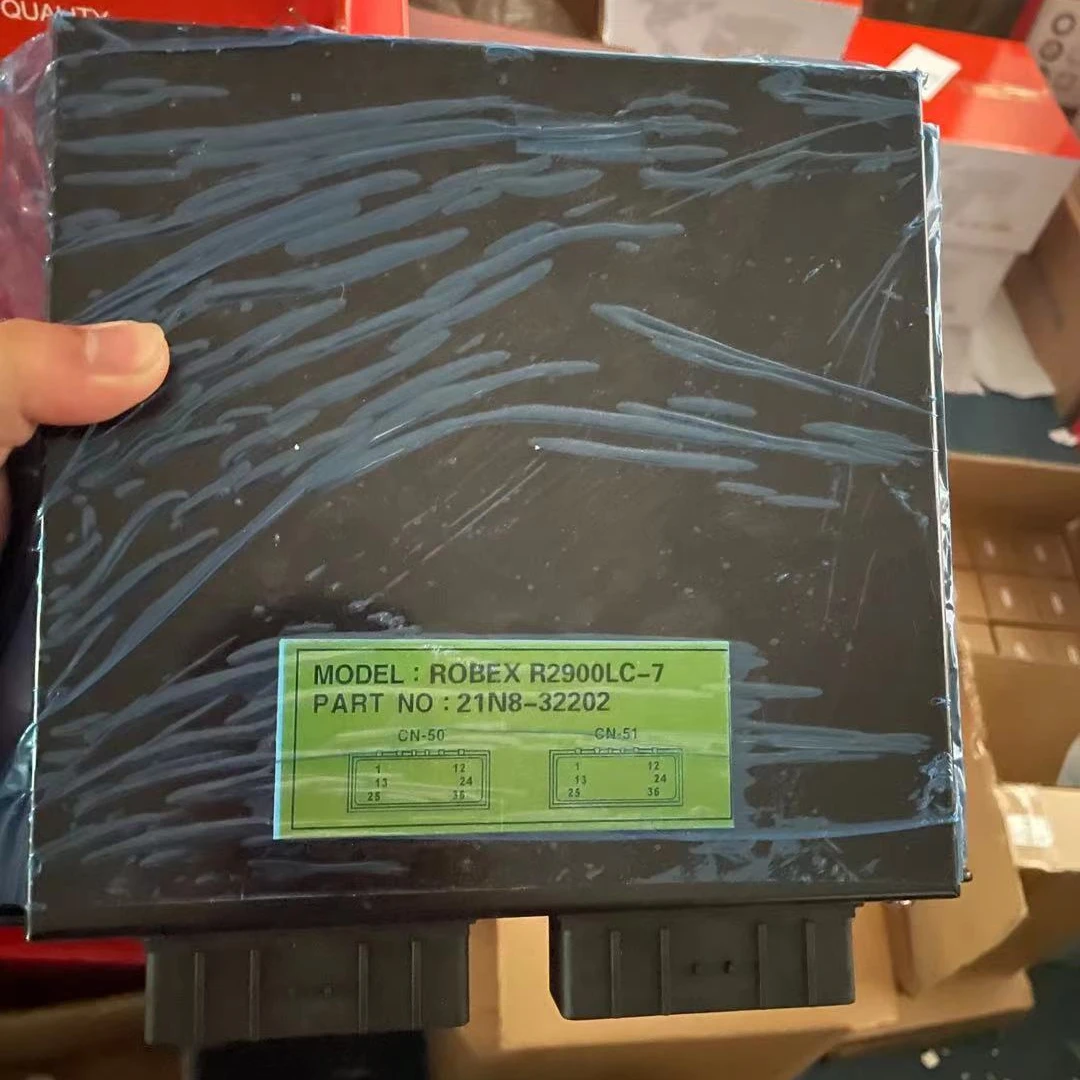 QUALITY
MODEL : ROBEX R2900LC-7
PART NO : 21N8-32202
CN-50 CN-51
1 12 1 12
13 24 13 24
25 36 25 36